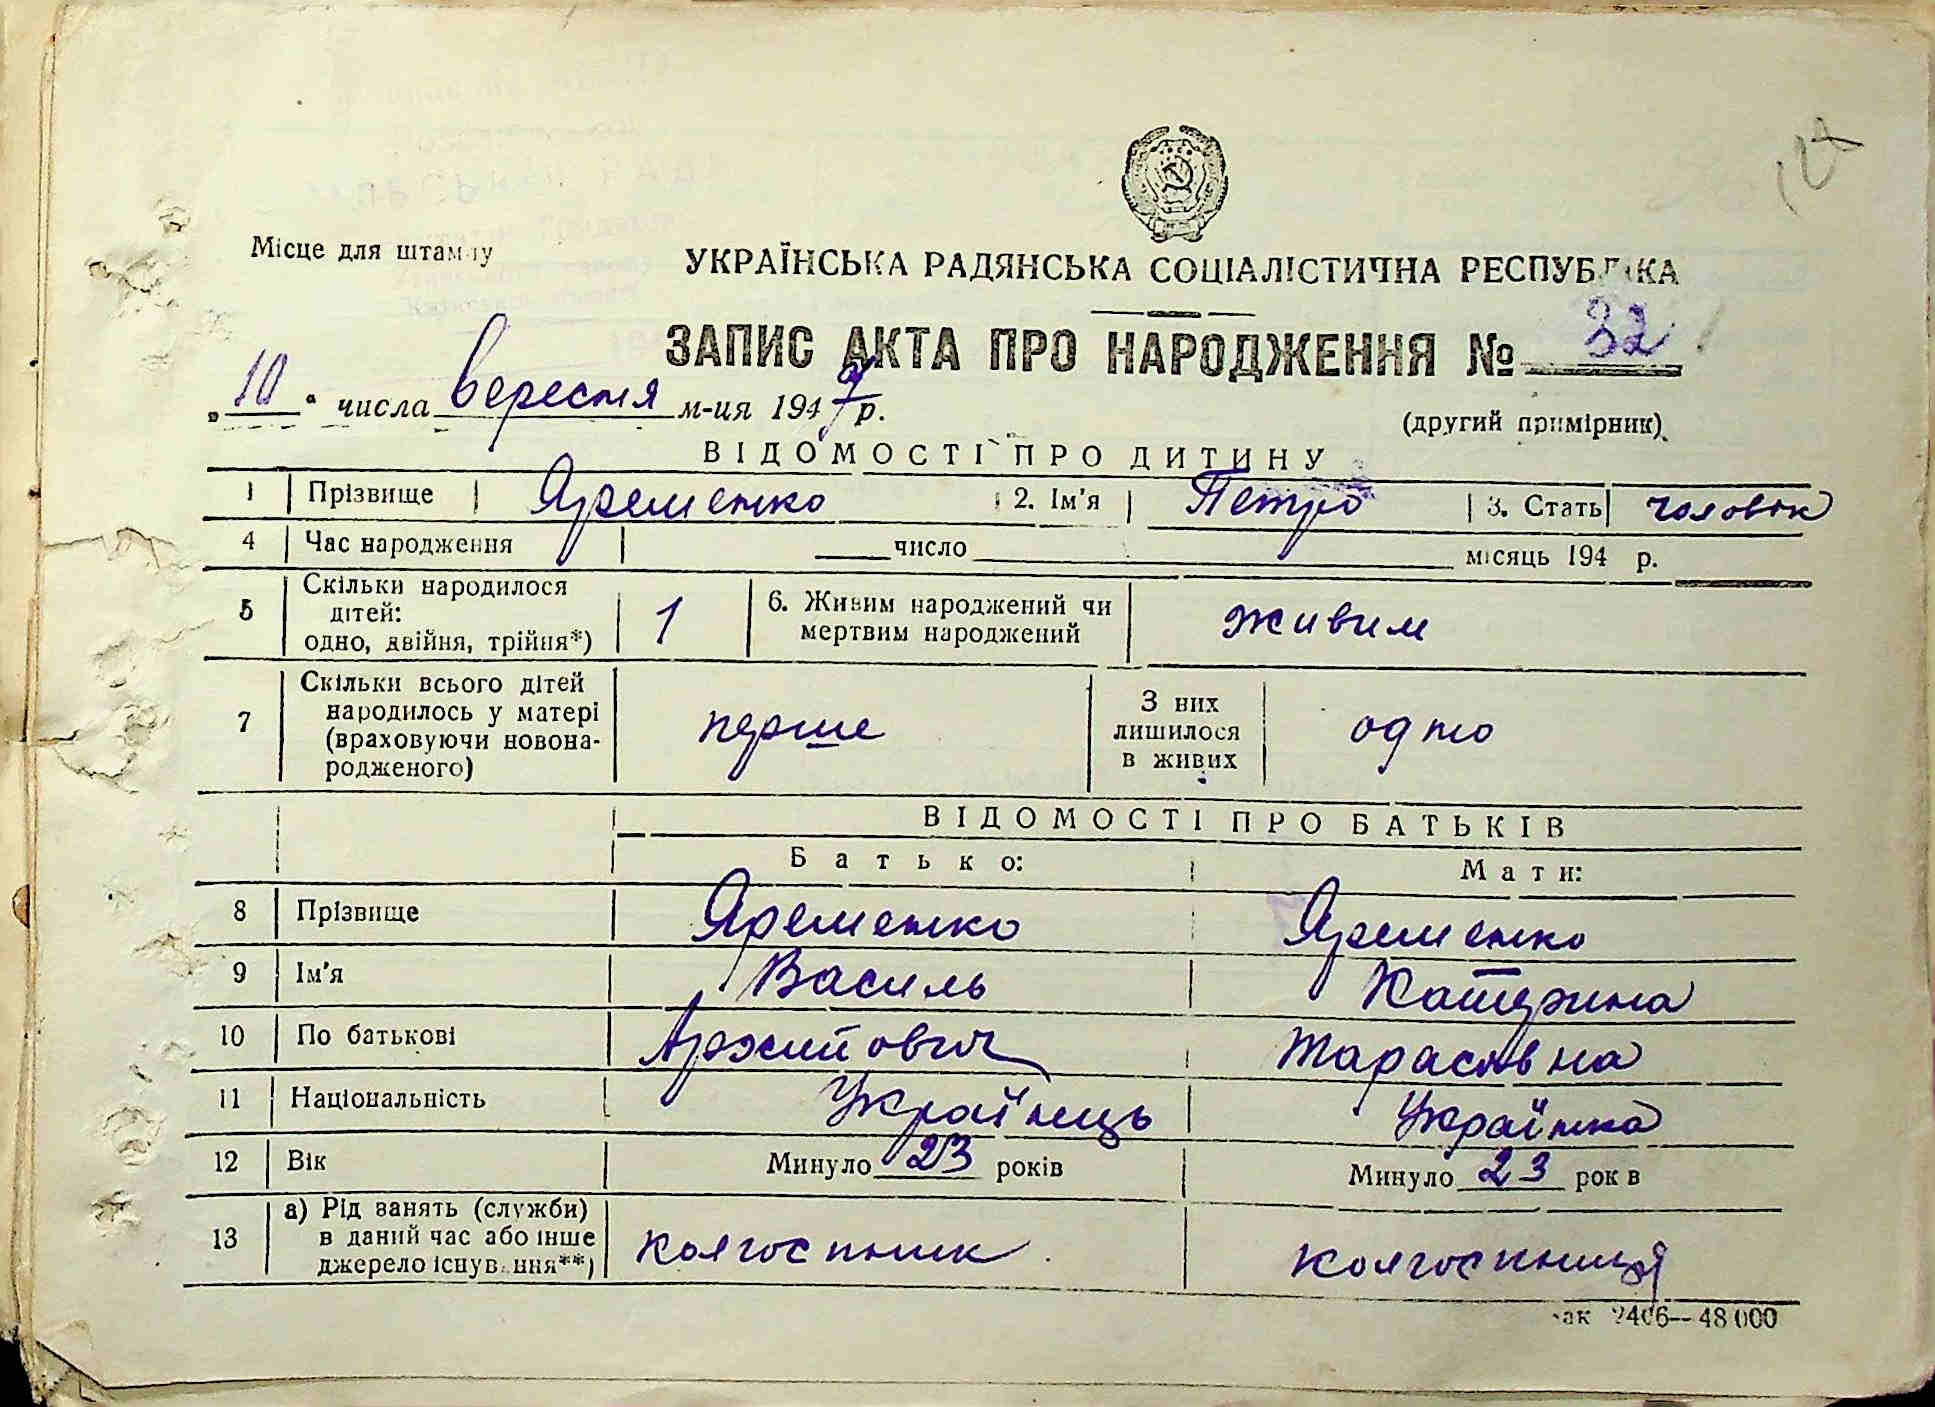 Місце для штампу
УКРАЇНСЬКА РАДЯНСЬКА СОЦІАЛІСТИЧНА РЕСПУБЛІКА
ЗАПИС АКТА ПРО НАРОДЖЕННЯ № 32
„10" числа вересня м-ця 1947 р.
(другий примірник)
ВІДОМОСТІ ПРО ДИТИНУ
1 Прізвище Яременко 2. Ім'я Петро 3. Стать чоловік
4 Час народження число місяць 194 р.
5 Скільки народилося дітей: одно, двійня, трійня*) 1 6. Живим народжений чи мертвим народжений живим
7 Скільки всього дітей народилось у матері (враховуючи новонародженого) перше З них лишилося в живих одно
ВІДОМОСТІ ПРО БАТЬКІВ
Батько: Мати:
8 Прізвище Яременко Яременко
9 Ім'я Василь Катерина
10 По батькові Архипович Тарасівна
11 Національність Українець Українка
12 Вік Минуло 23 років Минуло 23 років
13 а) Рід занять (служби) в даний час або інше джерело існування**) колгоспник колгоспниця
зак 2406—48 000